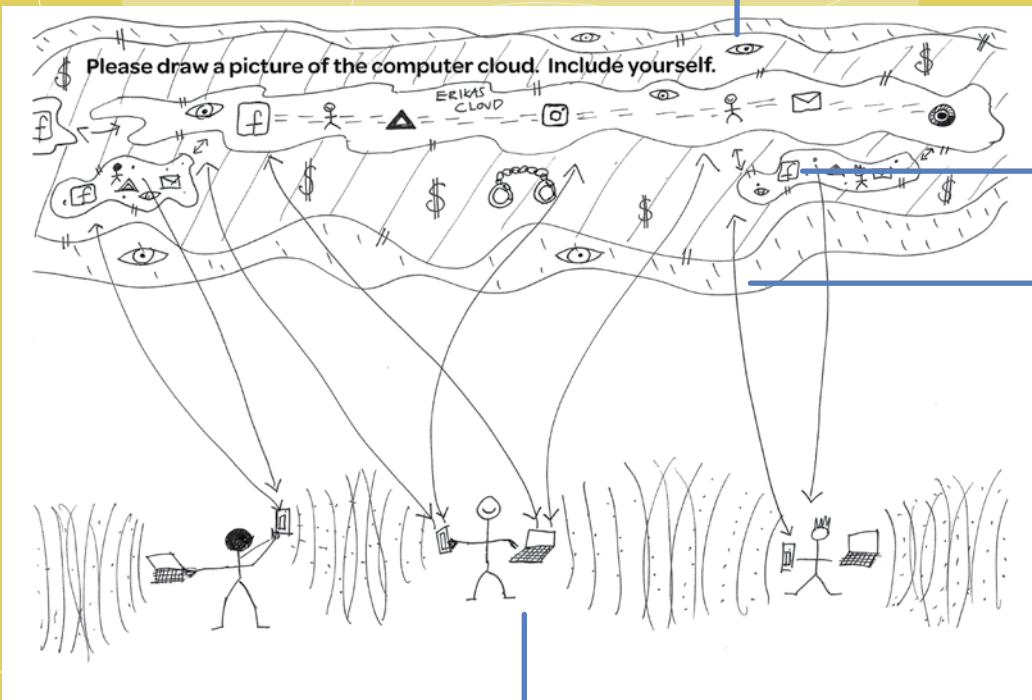 Please draw a picture of the computer cloud. Include yourself.
ERIKAS
CLOUD